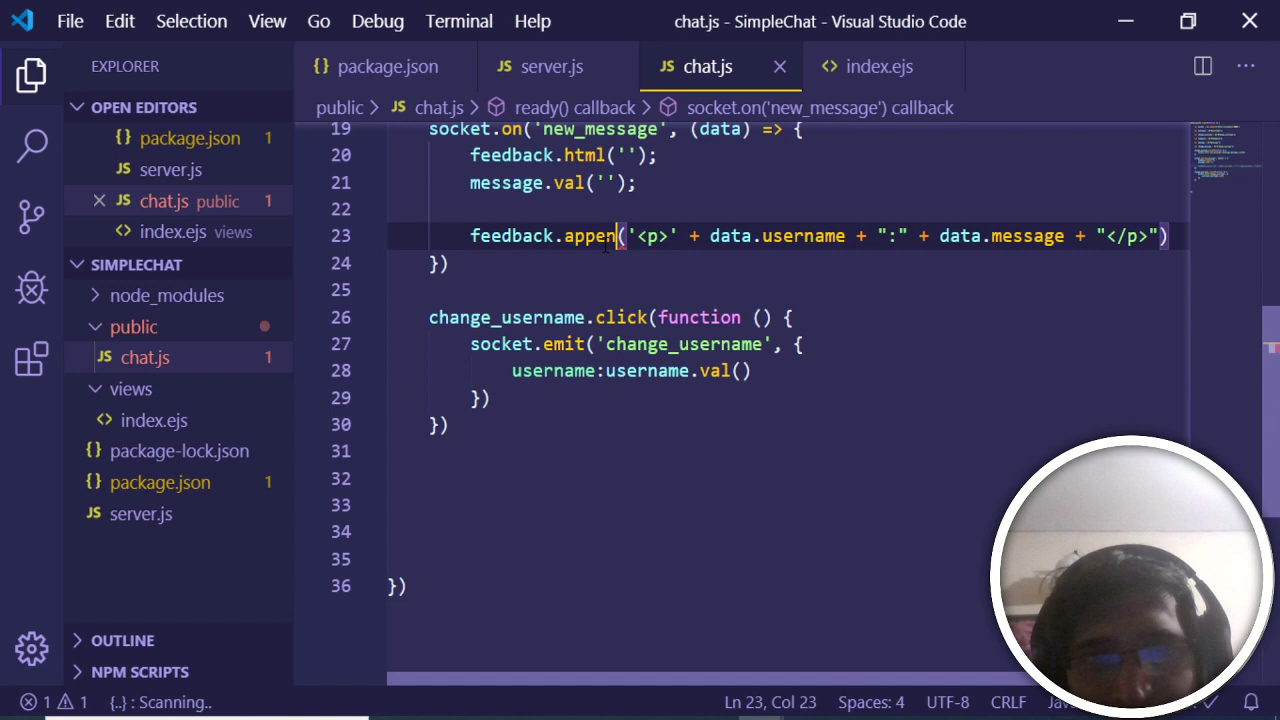 File Edit Selection View Go Debug Terminal Help chat.js - SimpleChat - Visual Studio Code
EXPLORER
{} package.json JS server.js JS chat.js <> index.ejs
OPEN EDITORS
public > JS chat.js > ready() callback > socket.on('new_message') callback
{} package.json 1
JS server.js
JS chat.js public 1
<> index.ejs views
SIMPLECHAT
node_modules
public
JS chat.js 1
views
<> index.ejs
{} package-lock.json
{} package.json 1
JS server.js
OUTLINE
NPM SCRIPTS
19 socket.on('new_message', (data) => {
20 feedback.html('');
21 message.val('');
22
23 feedback.appen('<p>' + data.username + ":" + data.message + "</p>")
24 })
25
26 change_username.click(function () {
27 socket.emit('change_username', {
28 username:username.val()
29 })
30 })
31
32
33
34
35
36 })
1 1 {..} : Scanning.. Ln 23, Col 23 Spaces: 4 UTF-8 CRLF